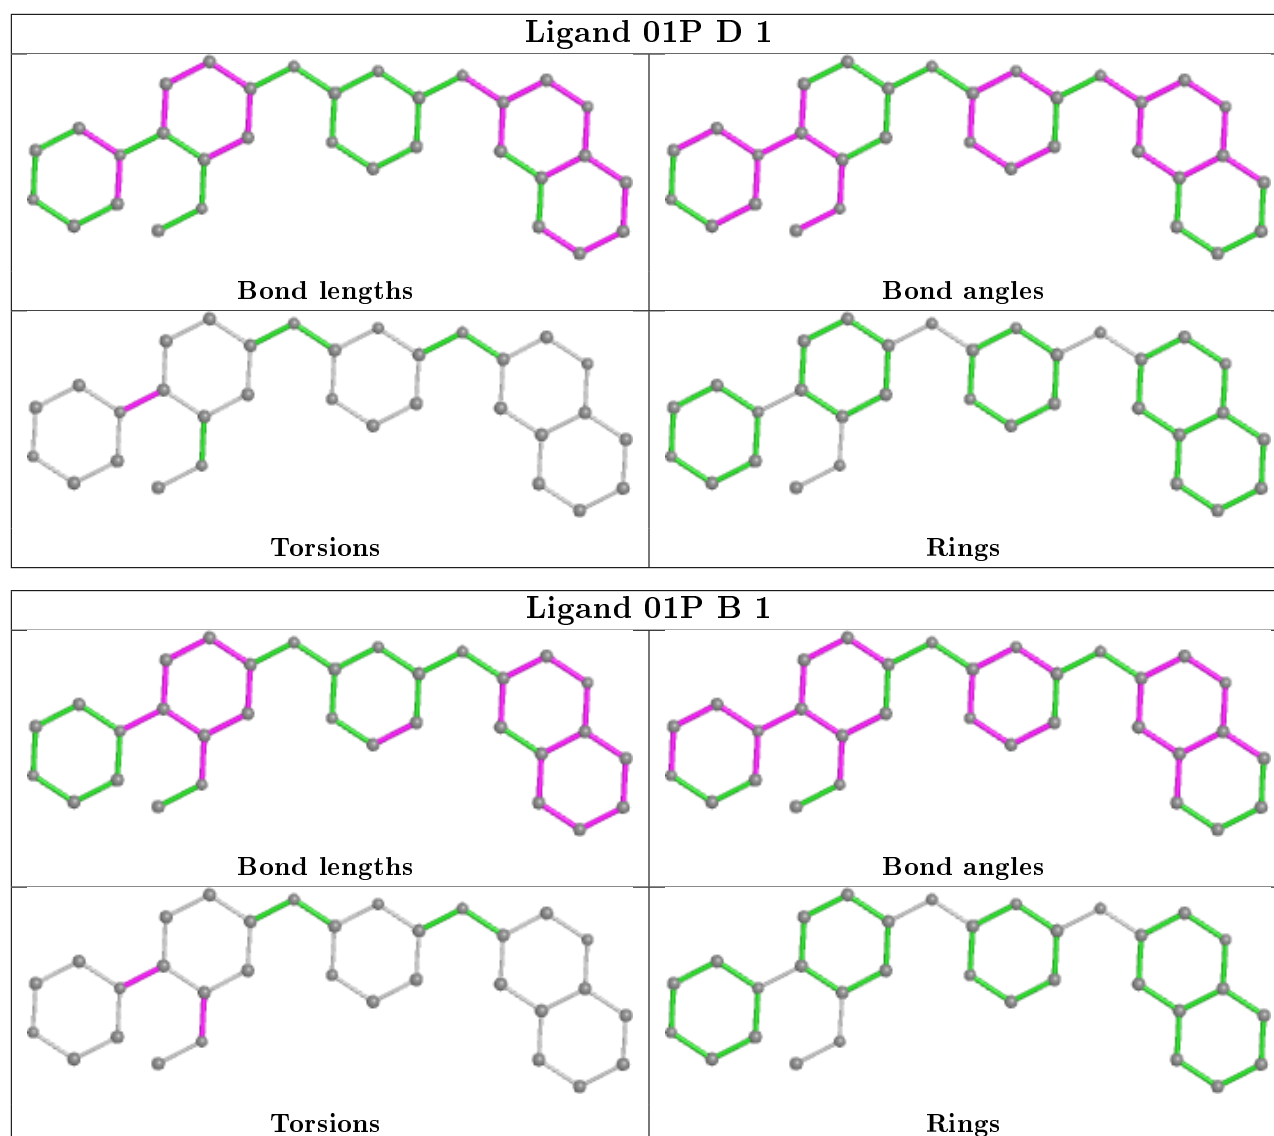 Ligand 01P D 1
Bond lengths
Bond angles
Torsions
Rings
Ligand 01P B 1
Bond lengths
Bond angles
Torsions
Rings